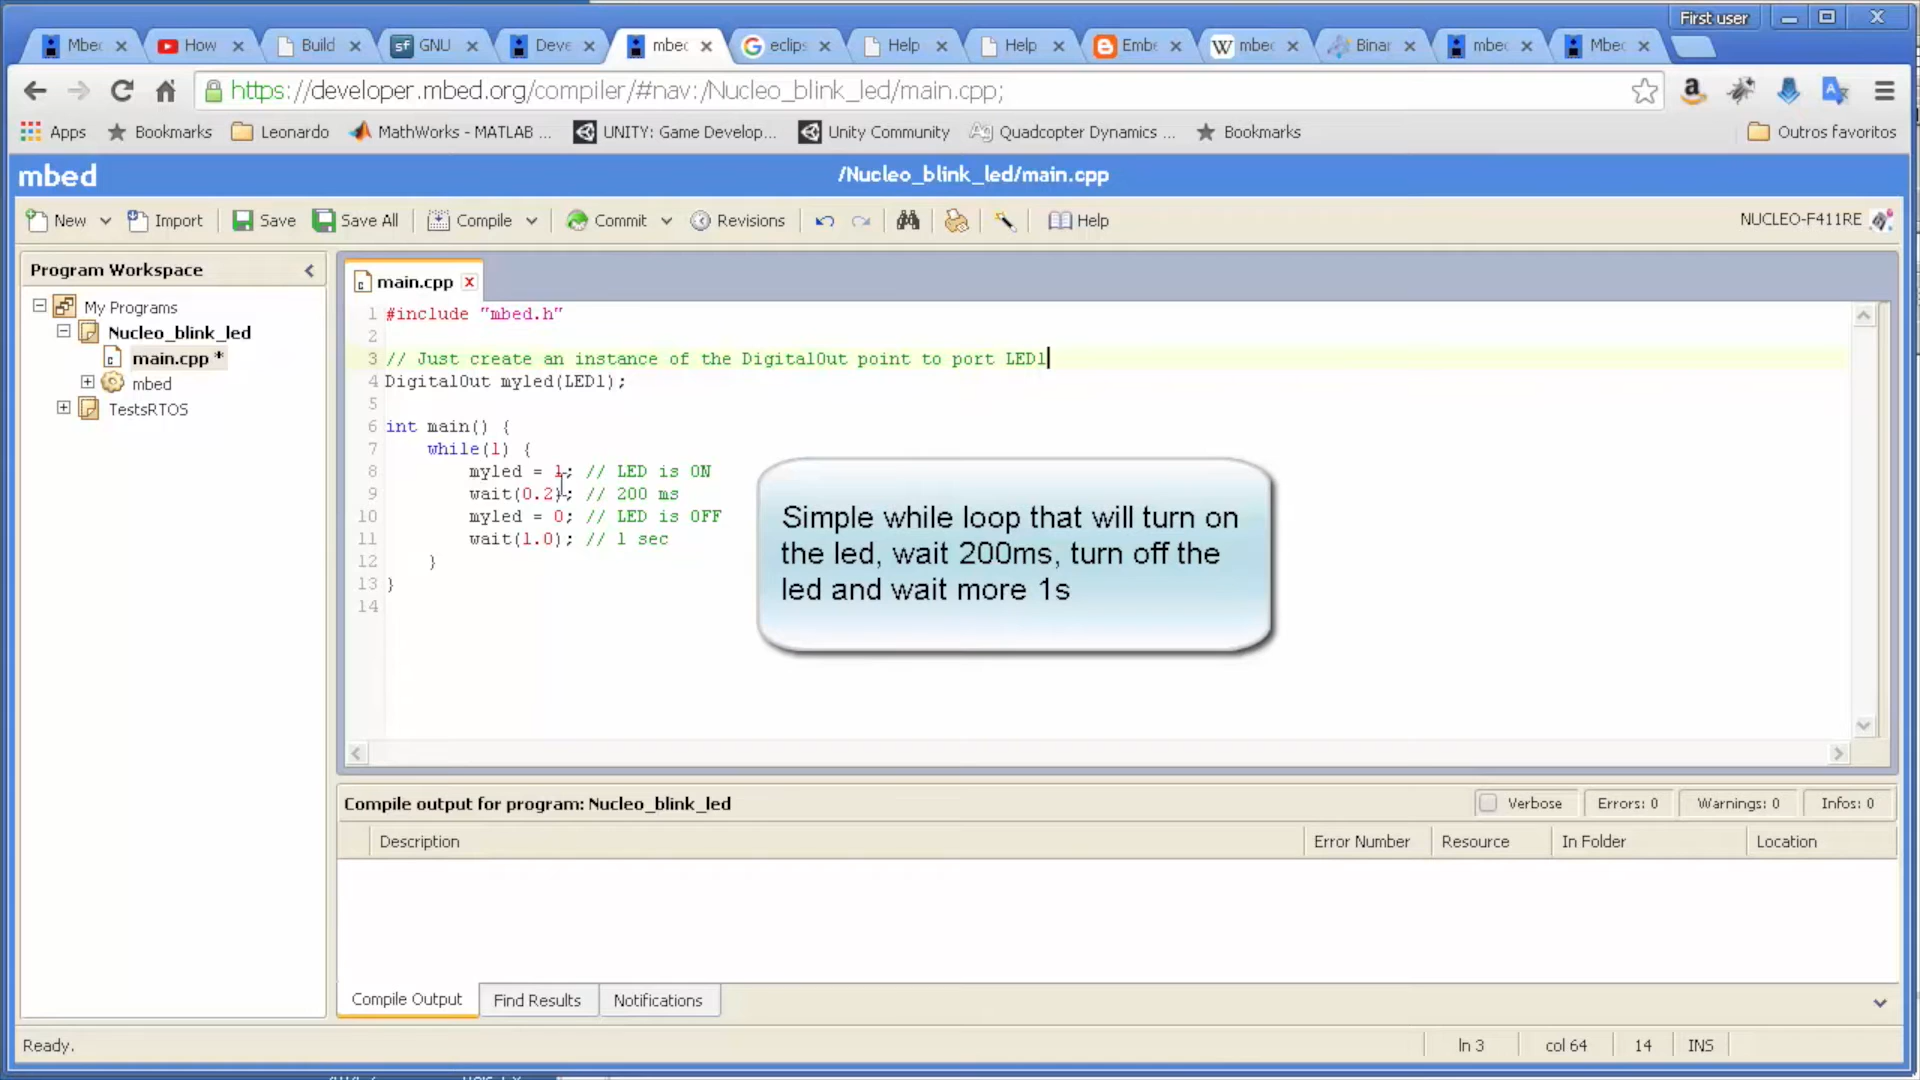 First user
Mbec
How
Build
GNU
Deve
mbec
eclips
Help
Help
Embe
mbec
Binar
mbec
Mbec
https://developer.mbed.org/compiler/#nav:/Nucleo_blink_led/main.cpp;
Apps Bookmarks Leonardo MathWorks - MATLAB ... UNITY: Game Develop... Unity Community Quadcopter Dynamics ... Bookmarks Outros favoritos
mbed /Nucleo_blink_led/main.cpp
New Import Save Save All Compile Commit Revisions Help NUCLEO-F411RE
Program Workspace
My Programs
Nucleo_blink_led
main.cpp *
mbed
TestsRTOS
main.cpp
1 #include "mbed.h"
2
3 // Just create an instance of the DigitalOut point to port LED1
4 DigitalOut myled(LED1);
5
6 int main() {
7 while(1) {
8 myled = 1; // LED is ON
9 wait(0.2); // 200 ms
10 myled = 0; // LED is OFF
11 wait(1.0); // 1 sec
12 }
13 }
14
Simple while loop that will turn on
the led, wait 200ms, turn off the
led and wait more 1s
Compile output for program: Nucleo_blink_led Verbose Errors: 0 Warnings: 0 Infos: 0
Description Error Number Resource In Folder Location
Compile Output Find Results Notifications
Ready. ln 3 col 64 14 INS